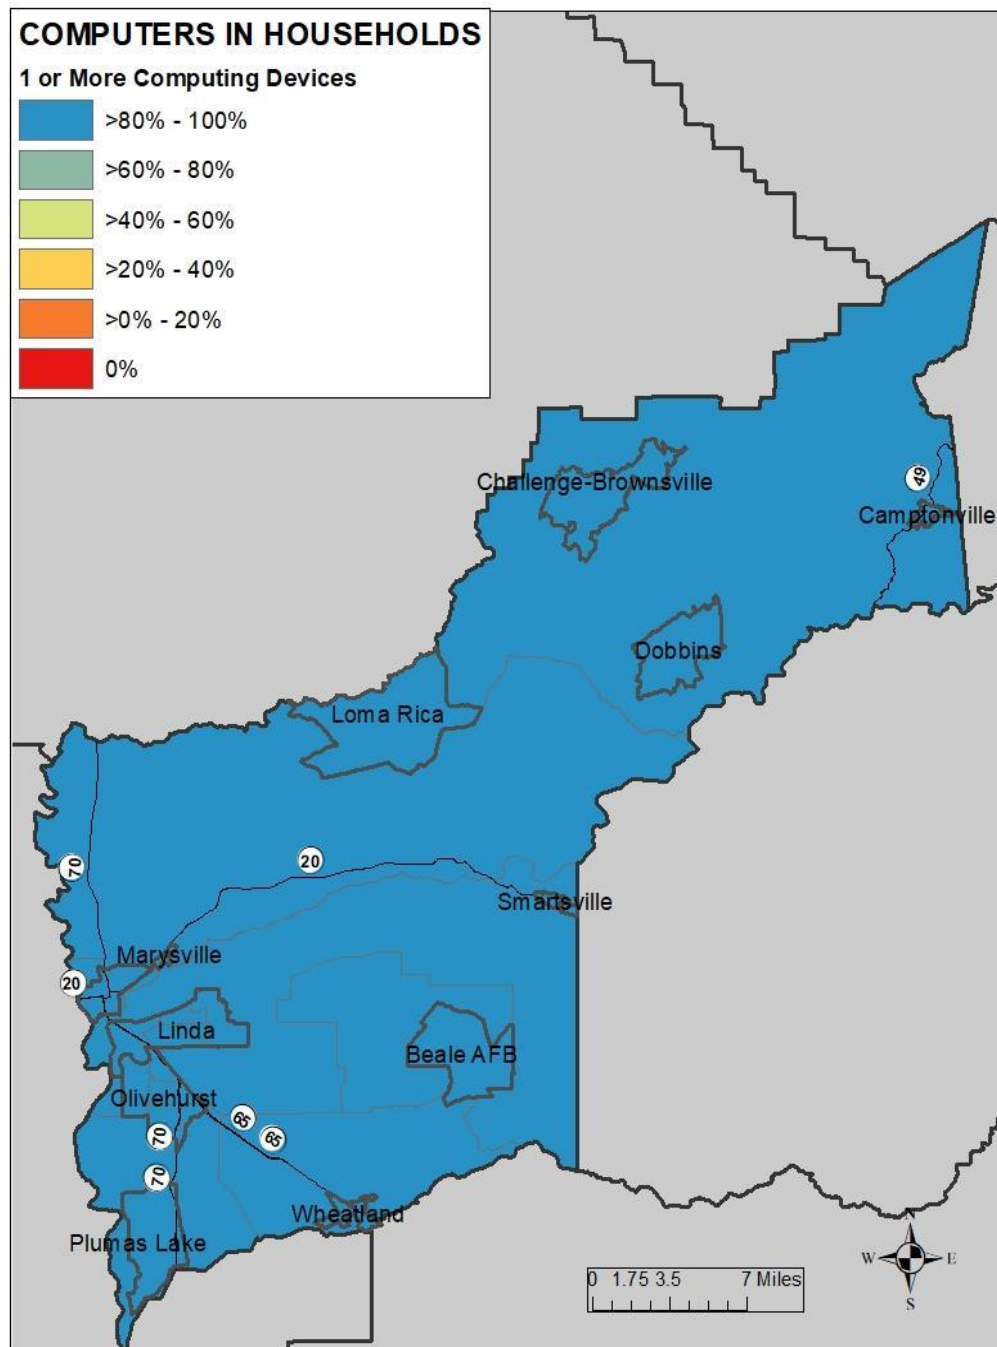 COMPUTERS IN HOUSEHOLDS
1 or More Computing Devices
>80% - 100%
>60% - 80%
>40% - 60%
>20% - 40%
>0% - 20%
0%
Challenge-Brownsville
49
Camptonville
Dobbins
Loma Rica
70
20
Smartsville
Marysville
20
Linda
Beale AFB
Olivehurst
65
65
70
70
Wheatland
Plumas Lake
N
W
E
S
0 1.75 3.5 7 Miles